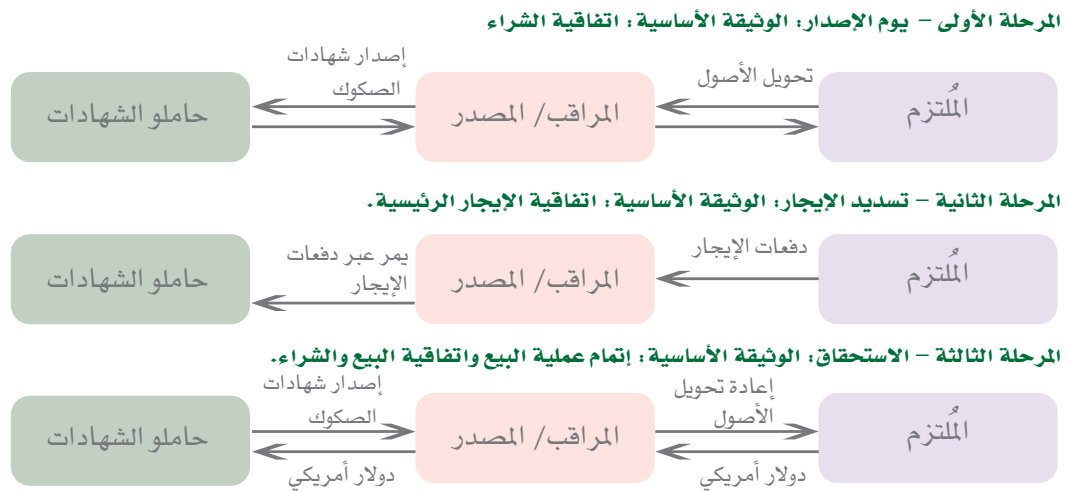 المرحلة الأولى – يوم الإصدار: الوثيقة الأساسية: اتفاقية الشراء
المُلتزم
تحويل الأصول
المراقب/ المصدر
إصدار شهادات
الصكوك
حاملو الشهادات
المرحلة الثانية – تسديد الإيجار: الوثيقة الأساسية: اتفاقية الإيجار الرئيسية.
المُلتزم
دفعات الإيجار
المراقب/ المصدر
يمر عبر دفعات
الإيجار
حاملو الشهادات
المرحلة الثالثة – الاستحقاق: الوثيقة الأساسية: إتمام عملية البيع واتفاقية البيع والشراء.
المُلتزم
إعادة تحويل
الأصول
دولار أمريكي
المراقب/ المصدر
إصدار شهادات
الصكوك
دولار أمريكي
حاملو الشهادات